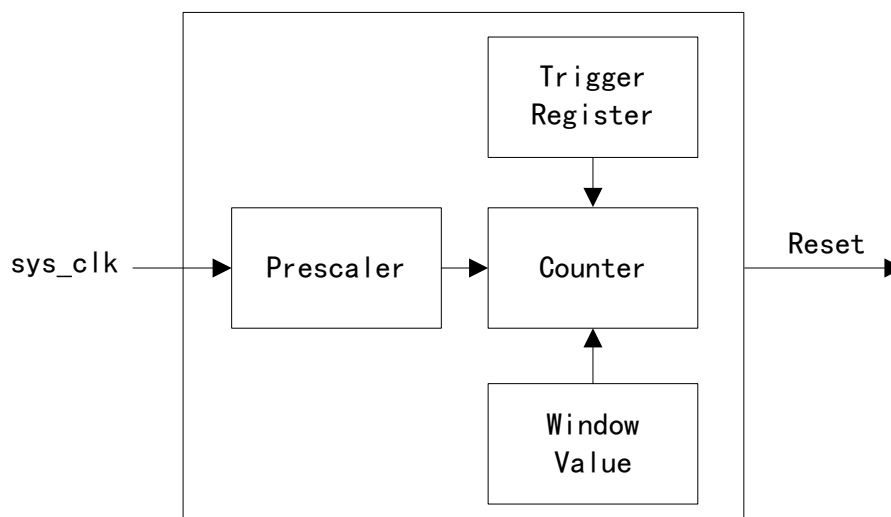 Trigger
Register
sys_clk
Prescaler
Counter
Reset
Window
Value